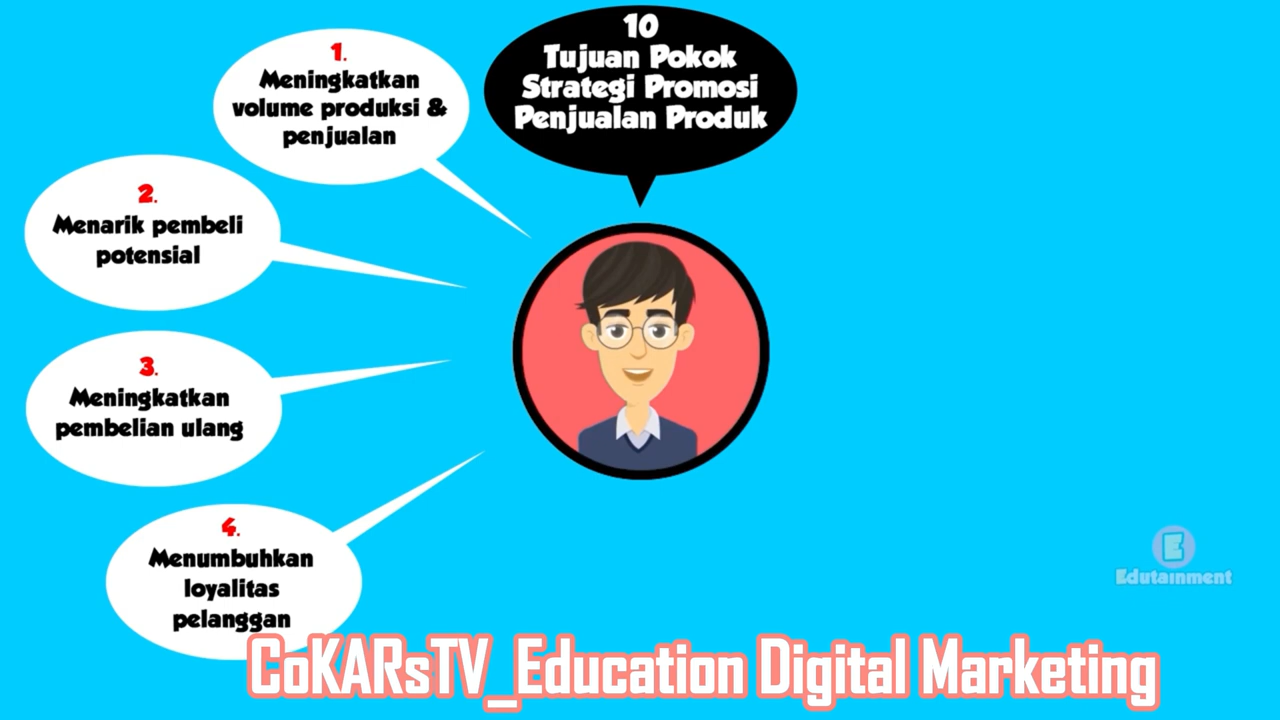 10
Tujuan Pokok
Strategi Promosi
Penjualan Produk
1.
Meningkatkan
volume produksi &
penjualan
2.
Menarik pembeli
potensial
3.
Meningkatkan
pembelian ulang
4.
Menumbuhkan
loyalitas
pelanggan
E
Edutainment
CoKARsTV_Education Digital Marketing